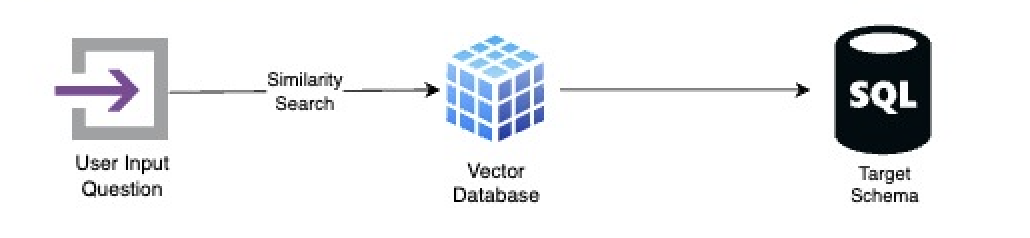 Similarity
Search
SQL
User Input
Question
Vector
Database
Target
Schema